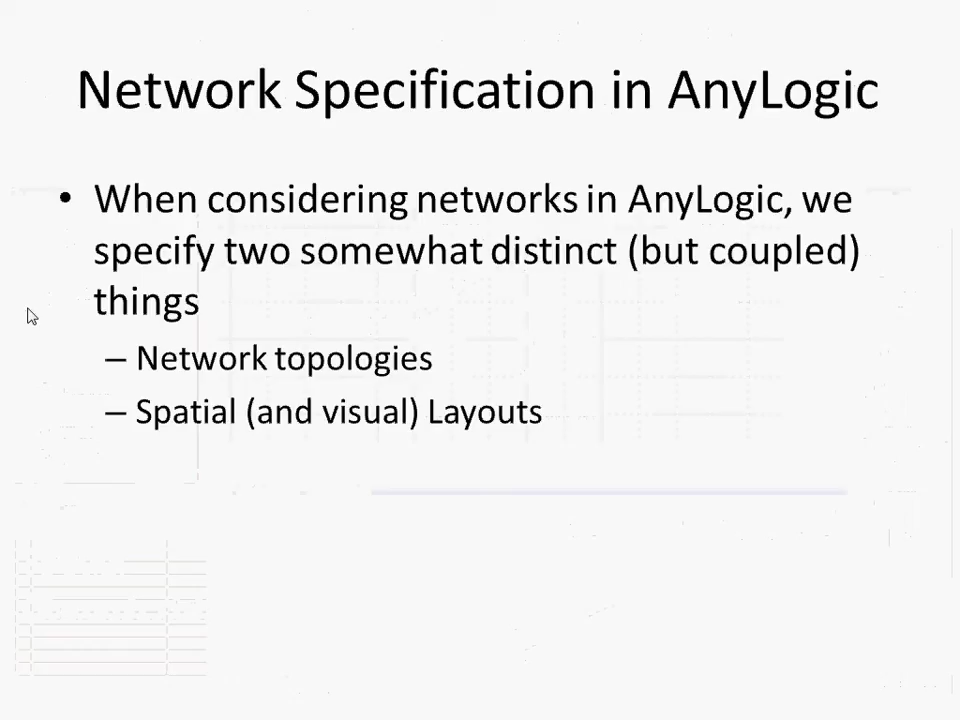 Network Specification in AnyLogic
• When considering networks in AnyLogic, we
specify two somewhat distinct (but coupled)
things
– Network topologies
– Spatial (and visual) Layouts